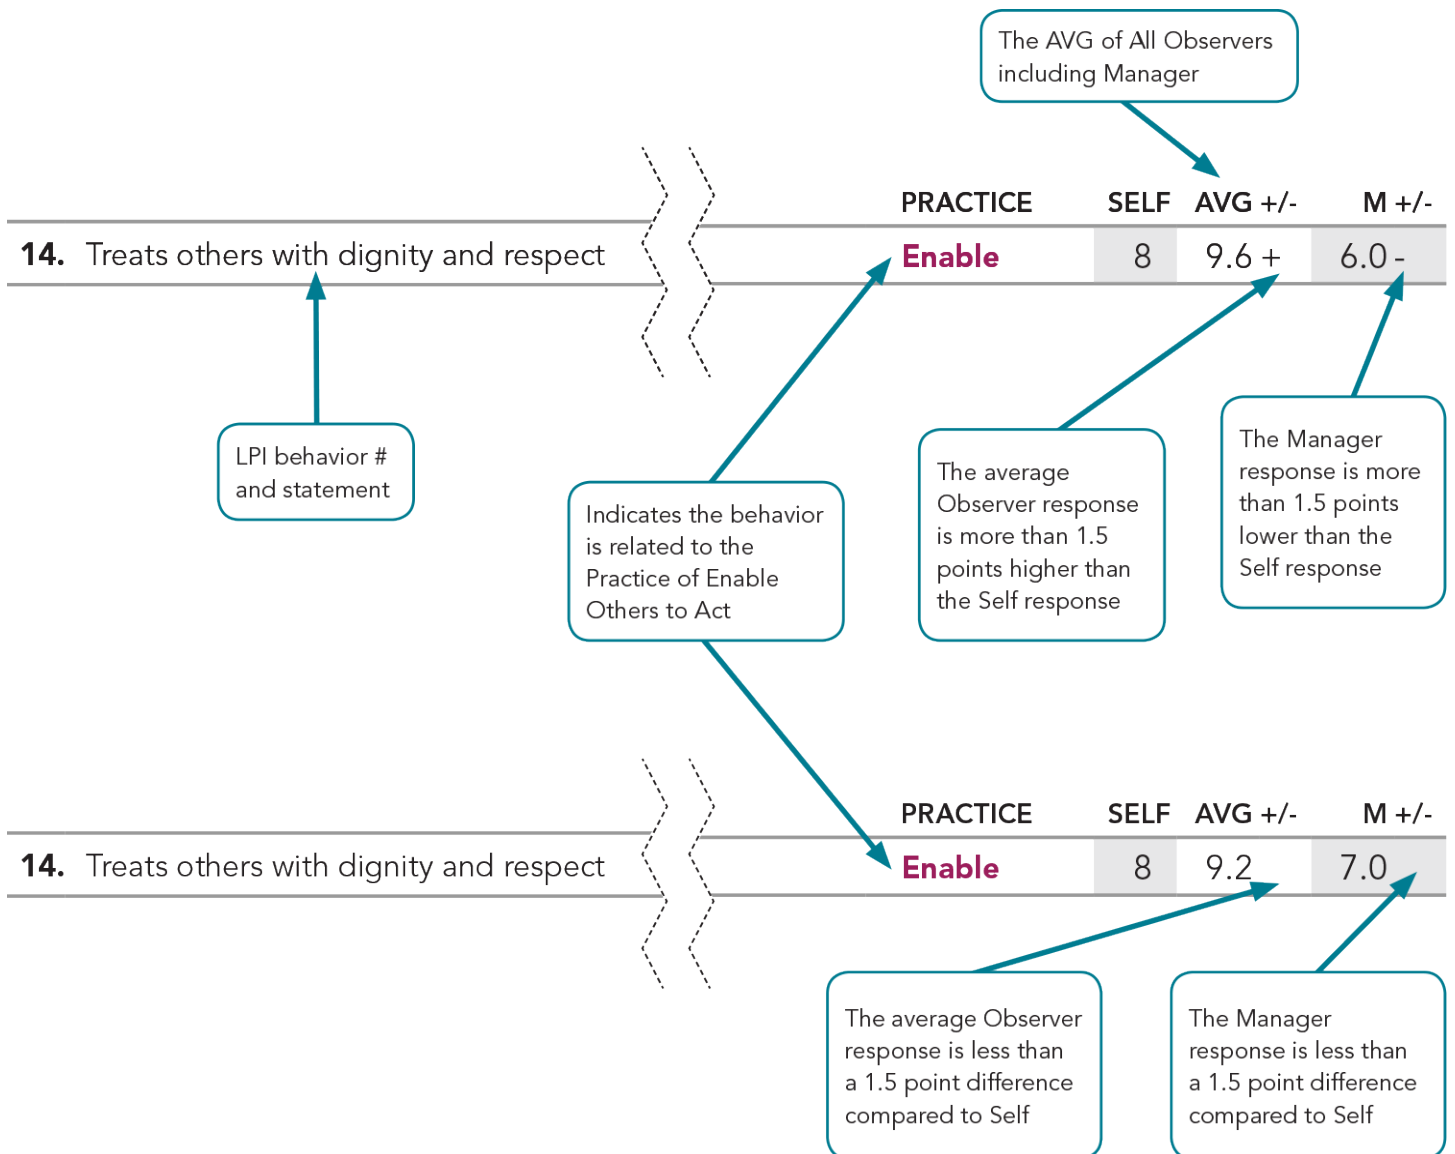 The AVG of All Observers
including Manager
PRACTICE SELF AVG +/- M +/-
14. Treats others with dignity and respect Enable 8 9.6 + 6.0 -
LPI behavior #
and statement
Indicates the behavior
is related to the
Practice of Enable
Others to Act
The average
Observer response
is more than 1.5
points higher than
the Self response
The Manager
response is more
than 1.5 points
lower than the
Self response
PRACTICE SELF AVG +/- M +/-
14. Treats others with dignity and respect Enable 8 9.2 7.0
The average Observer
response is less than
a 1.5 point difference
compared to Self
The Manager
response is less than
a 1.5 point difference
compared to Self